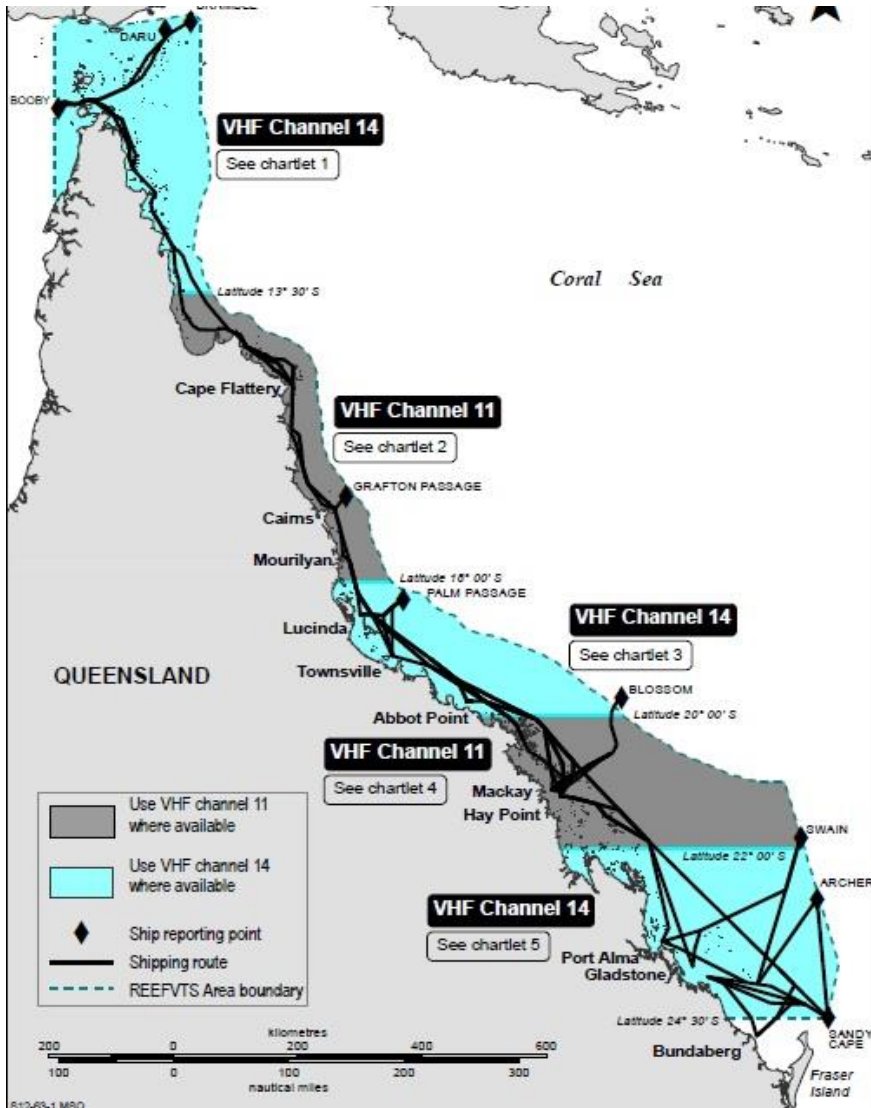 DARU
BOOBY
VHF Channel 14
See chartlet 1
Coral Sea
Latitude 13° 30' S
Cape Flattery
VHF Channel 11
See chartlet 2
GRAFTON PASSAGE
Cairns
Mourilyan
Latitude 18° 00' S
PALM PASSAGE
Lucinda
VHF Channel 14
See chartlet 3
Townsville
QUEENSLAND
BLOSSOM
Abbot Point
Latitude 20° 00' S
VHF Channel 11
See chartlet 4
Mackay
Hay Point
Use VHF channel 11
where available
SWAIN
Latitude 22° 00' S
Use VHF channel 14
where available
ARCHER
VHF Channel 14
See chartlet 5
Ship reporting point
Port Alma
Shipping route
Gladstone
REEFVTS Area boundary
Latitude 24° 30' S
SANDY
CAPE
kilometres
200 0 200 400 600
Bundaberg
100 0 100 200 300
nautical miles
Fraser
Island